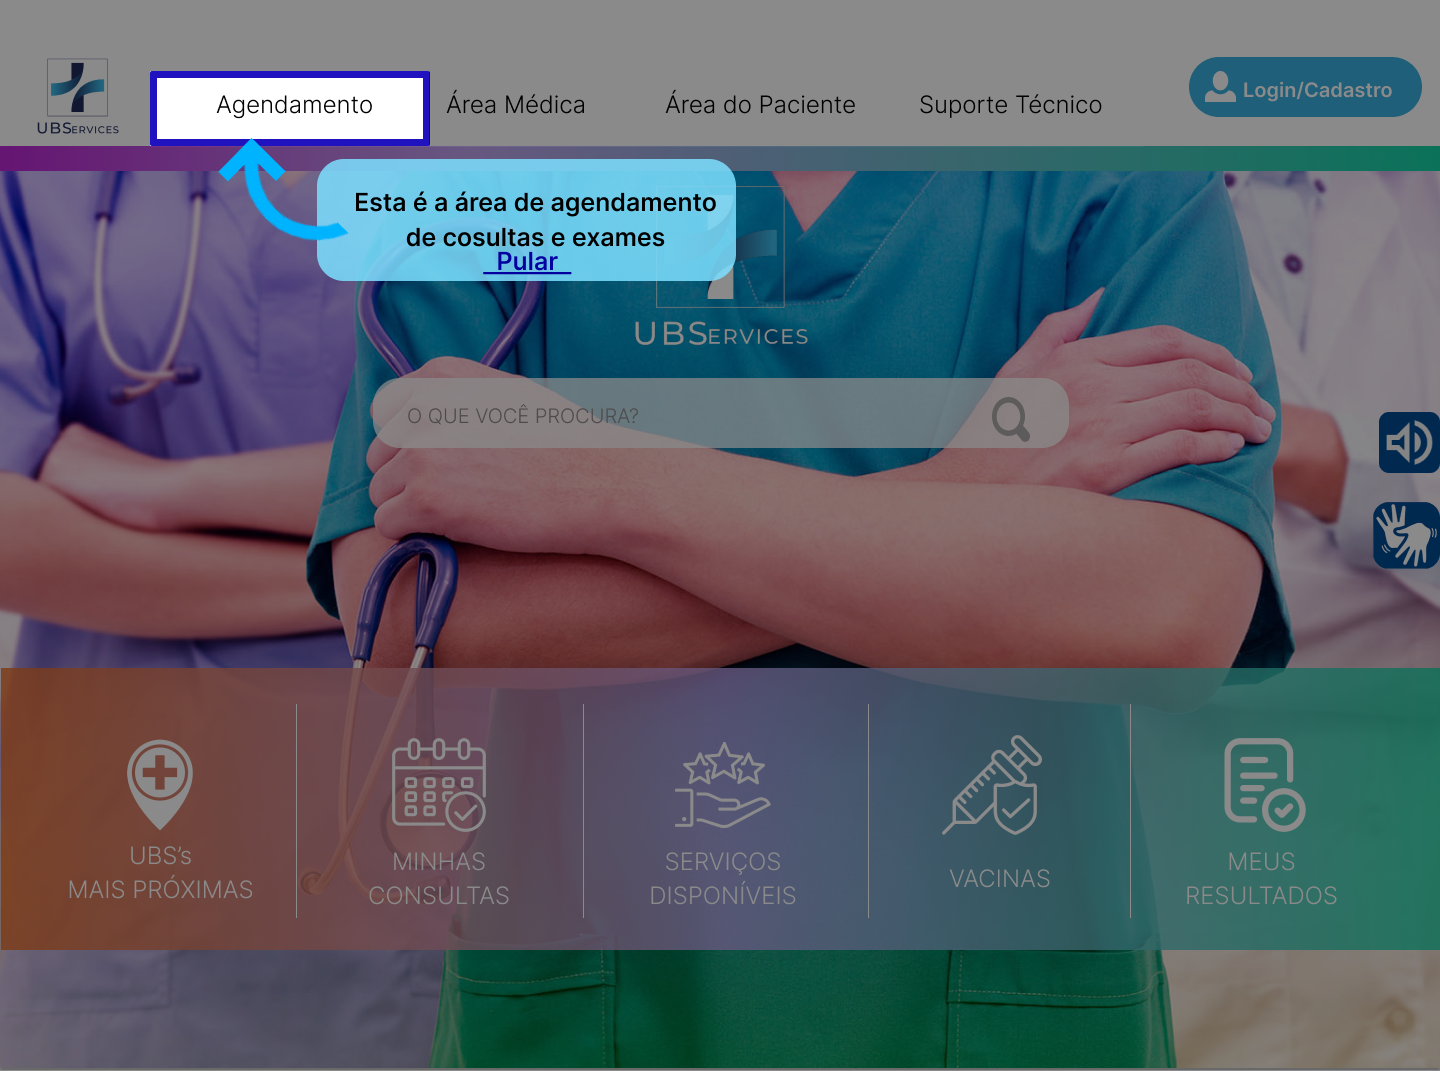 UBSERVICES
Agendamento
Área Médica
Área do Paciente
Suporte Técnico
Login/Cadastro
Esta é a área de agendamento
de cosultas e exames
Pular
UBSERVICES
O QUE VOCÊ PROCURA?
UBS’s
MAIS PRÓXIMAS
MINHAS
CONSULTAS
SERVIÇOS
DISPONÍVEIS
VACINAS
MEUS
RESULTADOS